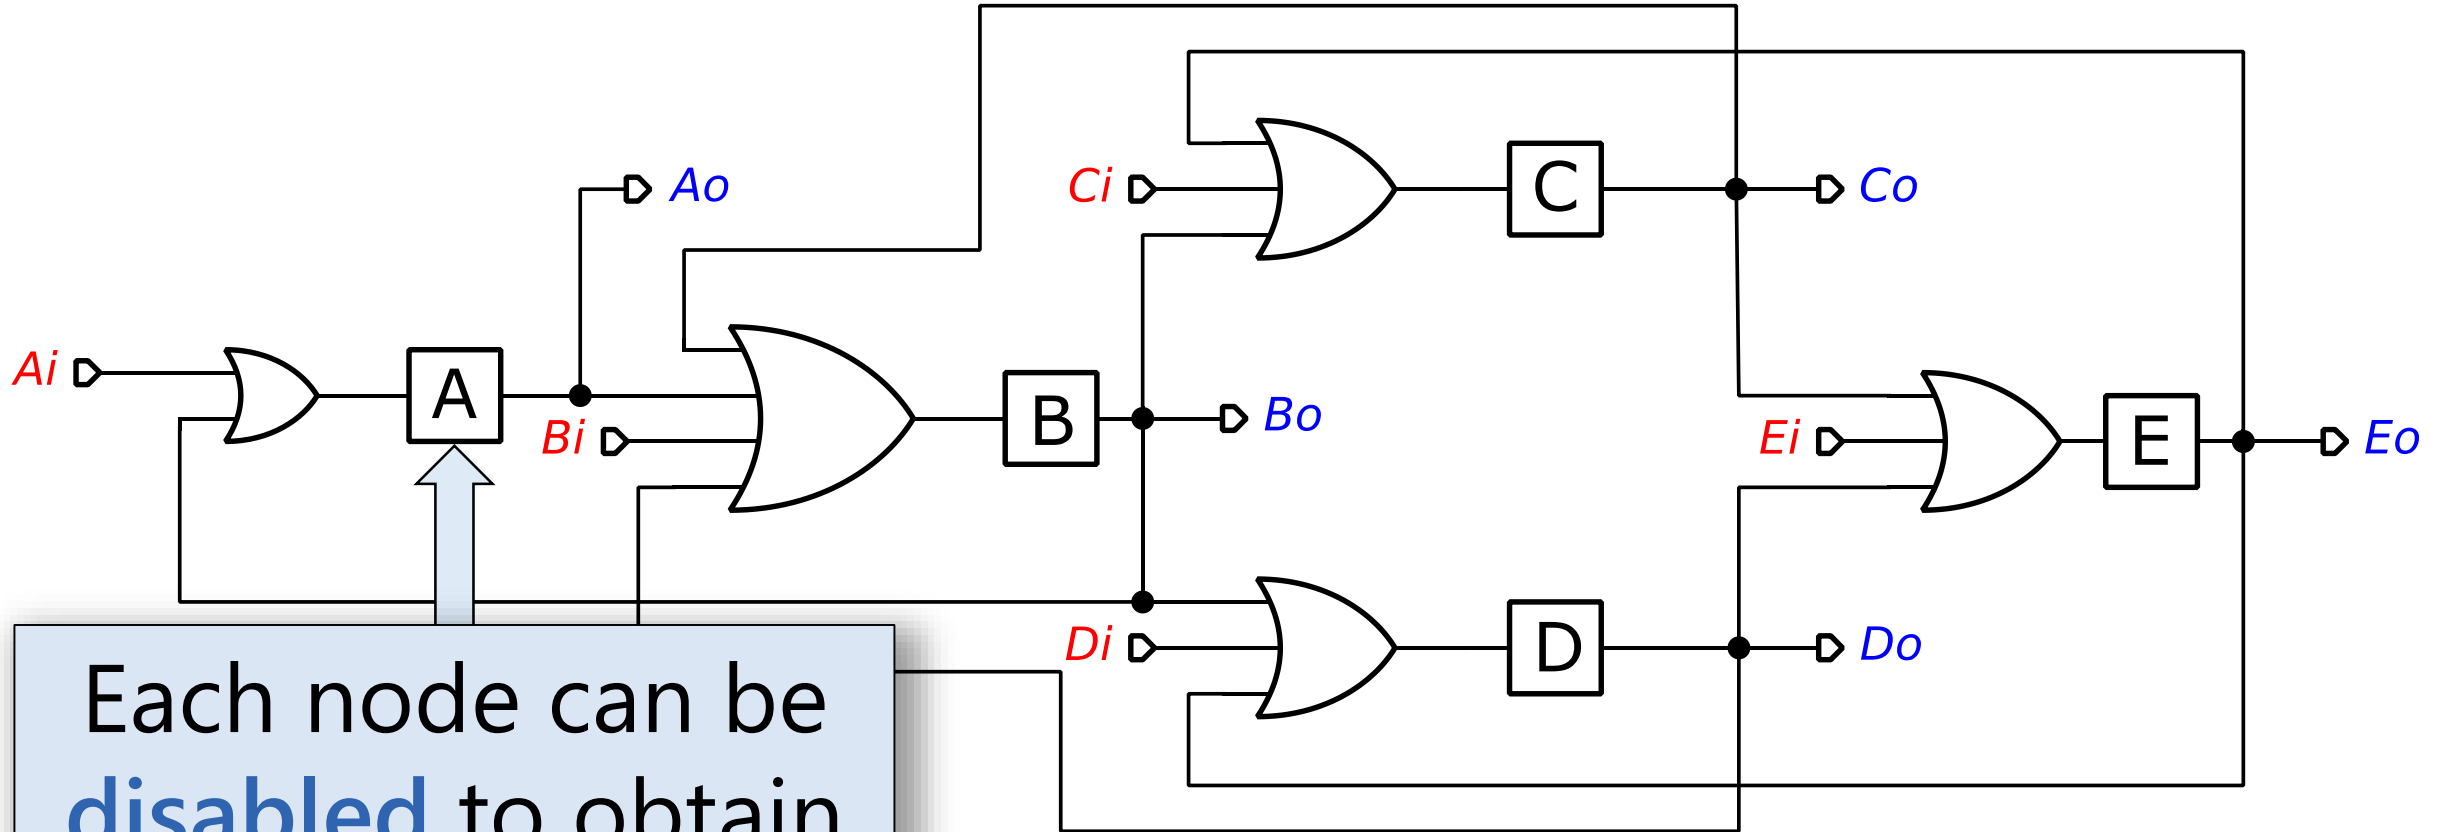 Ao
Ci
C
Co
Ai
A
Bi
B
Bo
Ei
E
Eo
Di
D
Do
Each node can be
disabled to obtain